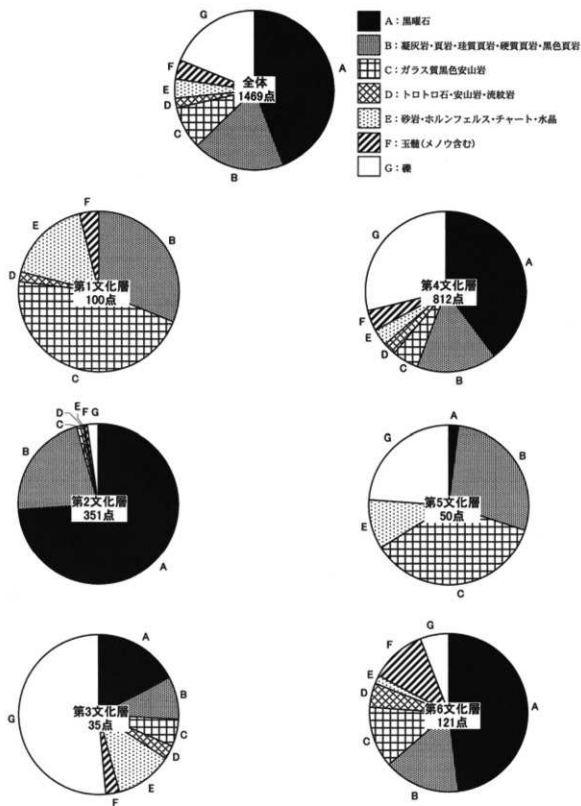 G
F
E
D
C
B
A
全体
1469点
A：黒曜石
B：凝灰岩・頁岩・珪質頁岩・硬質頁岩・黒色頁岩
C：ガラス質黒色安山岩
D：トロトロ石・安山岩・流紋岩
E：砂岩・ホルンフェルス・チャート・水晶
F：玉髄(メノウ含む)
G：礫
F
E
B
D
C
第1文化層
100点
G
A
F
E
D
C
B
第4文化層
812点
E
D F G
C
B
A
第2文化層
351点
A
G
B
E
C
第5文化層
50点
A
B
C
D
E
F
G
第3文化層
35点
G
F
E
D
C
B
A
第6文化層
121点